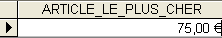 ARTICLE_LE_PLUS_CHER
75,00 €